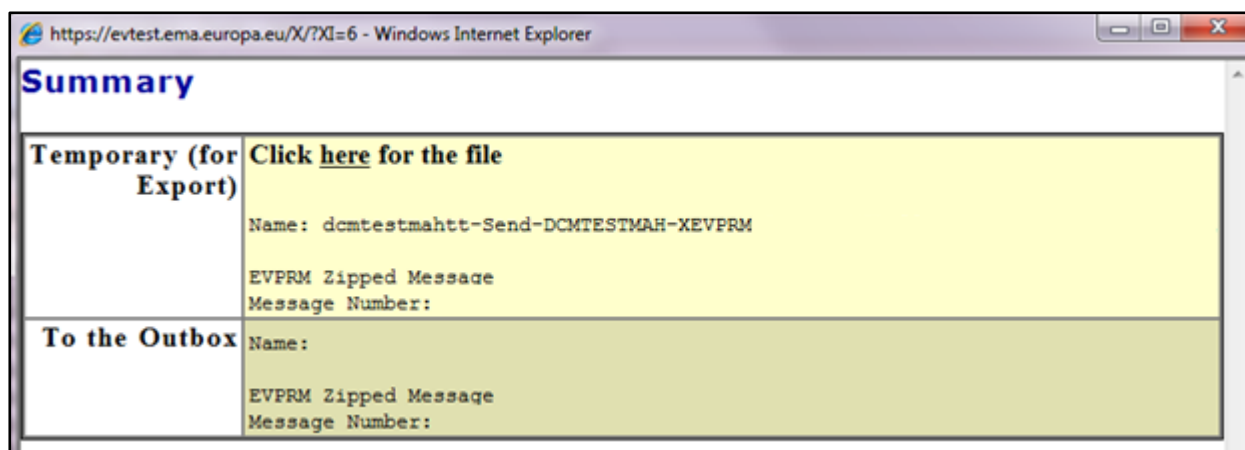 https://evtest.ema.europa.eu/X/?XI=6 - Windows Internet Explorer
Summary
Temporary (for Export)
Click here for the file
Name: dcmtestmahtt-Send-DCMTESTMAH-XEVPRM
EVPRM Zipped Message
Message Number:
To the Outbox
Name:
EVPRM Zipped Message
Message Number: